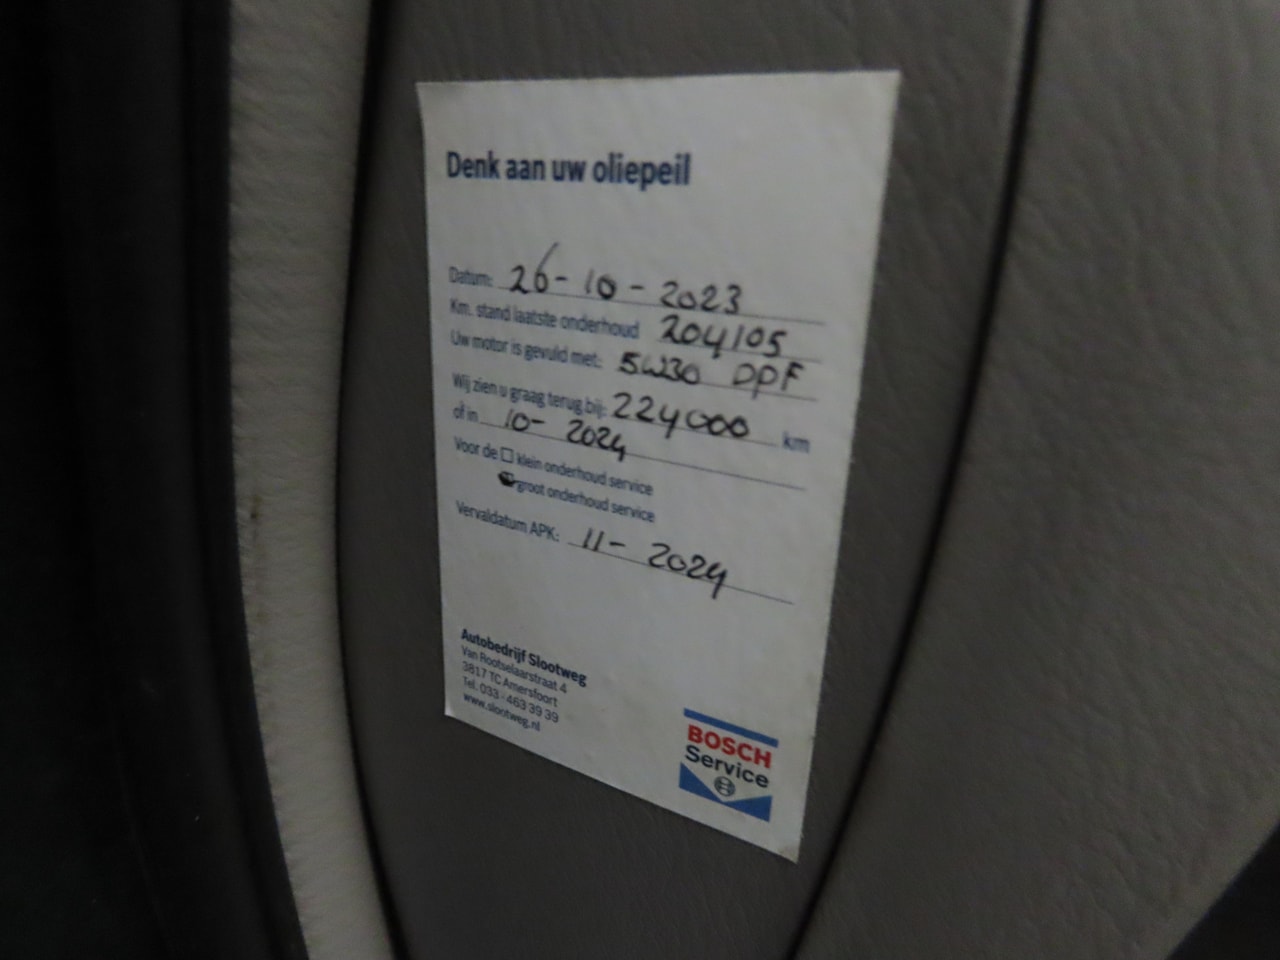 Denk aan uw oliepeil
Datum: 26-10-2023
Km. stand laatste onderhoud 204105
Uw motor is gevuld met: 5W30 DPF
Wij zien u graag terug bij: 224000 km
of in 10-2024
Voor de ☐ klein onderhoud service
groot onderhoud service
Vervaldatum APK: 11-2024
Autobedrijf Slootweg
Van Rootselaarstraat 4
3817 TC Amersfoort
Tel. 033 - 463 39 39
www.slootweg.nl
BOSCH
Service